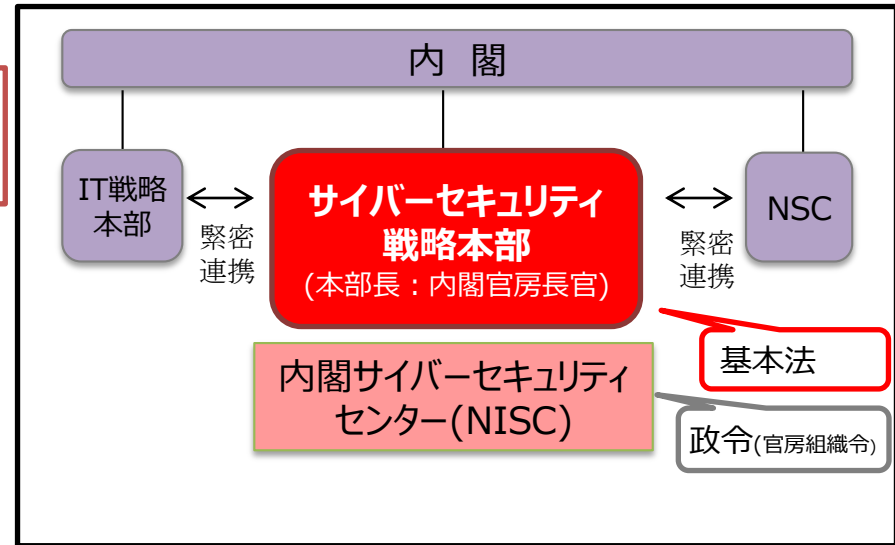 内 閣
IT戦略
本部
緊密
連携
サイバーセキュリティ
戦略本部
(本部長：内閣官房長官)
緊密
連携
NSC
基本法
内閣サイバーセキュリティ
センター(NISC)
政令(官房組織令)